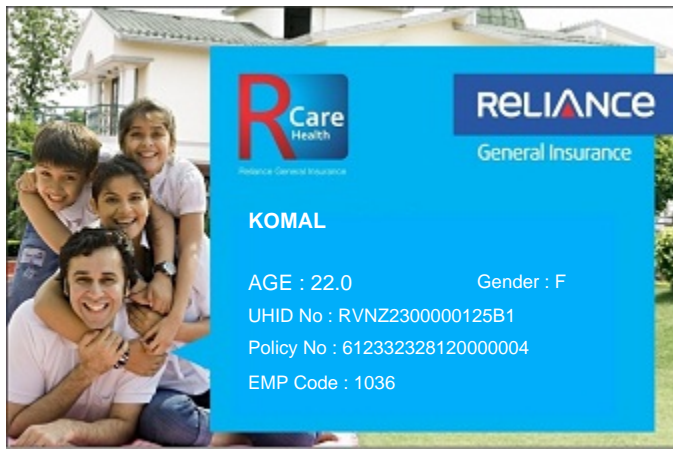 R Care
Health
Reliance General Insurance
RELIANCE
General Insurance
KOMAL
AGE : 22.0 Gender : F
UHID No : RVNZ2300000125B1
Policy No : 612332328120000004
EMP Code : 1036